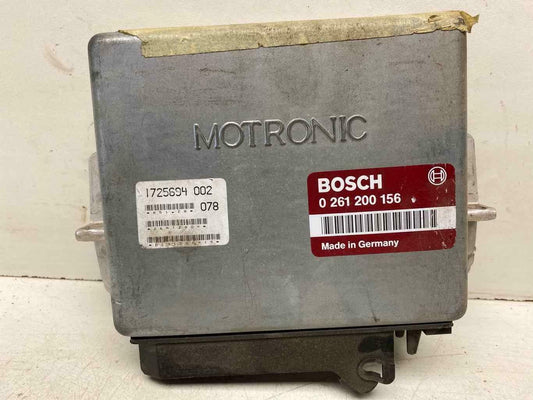 MOTRONIC
1725694 002
078
BOSCH
0 261 200 156
Made in Germany